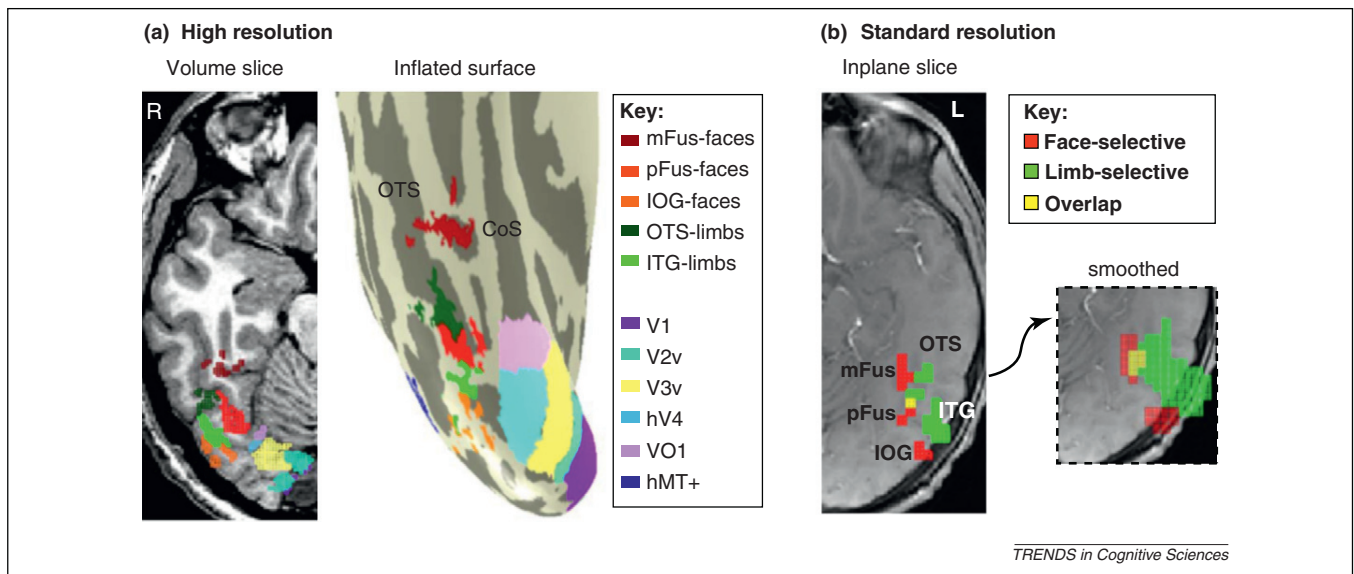 (a) High resolution
Volume slice
Inflated surface
R
OTS
CoS
Key:
mFus-faces
pFus-faces
IOG-faces
OTS-limbs
ITG-limbs
V1
V2v
V3v
hV4
VO1
hMT+
(b) Standard resolution
Inplane slice
L
OTS
mFus
pFus
ITG
IOG
Key:
Face-selective
Limb-selective
Overlap
smoothed
TRENDS in Cognitive Sciences